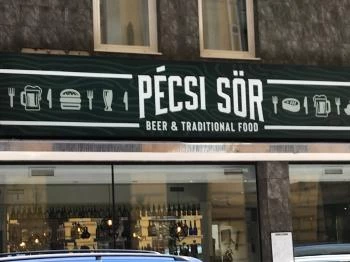 PÉCSI SÖR
BEER & TRADITIONAL FOOD